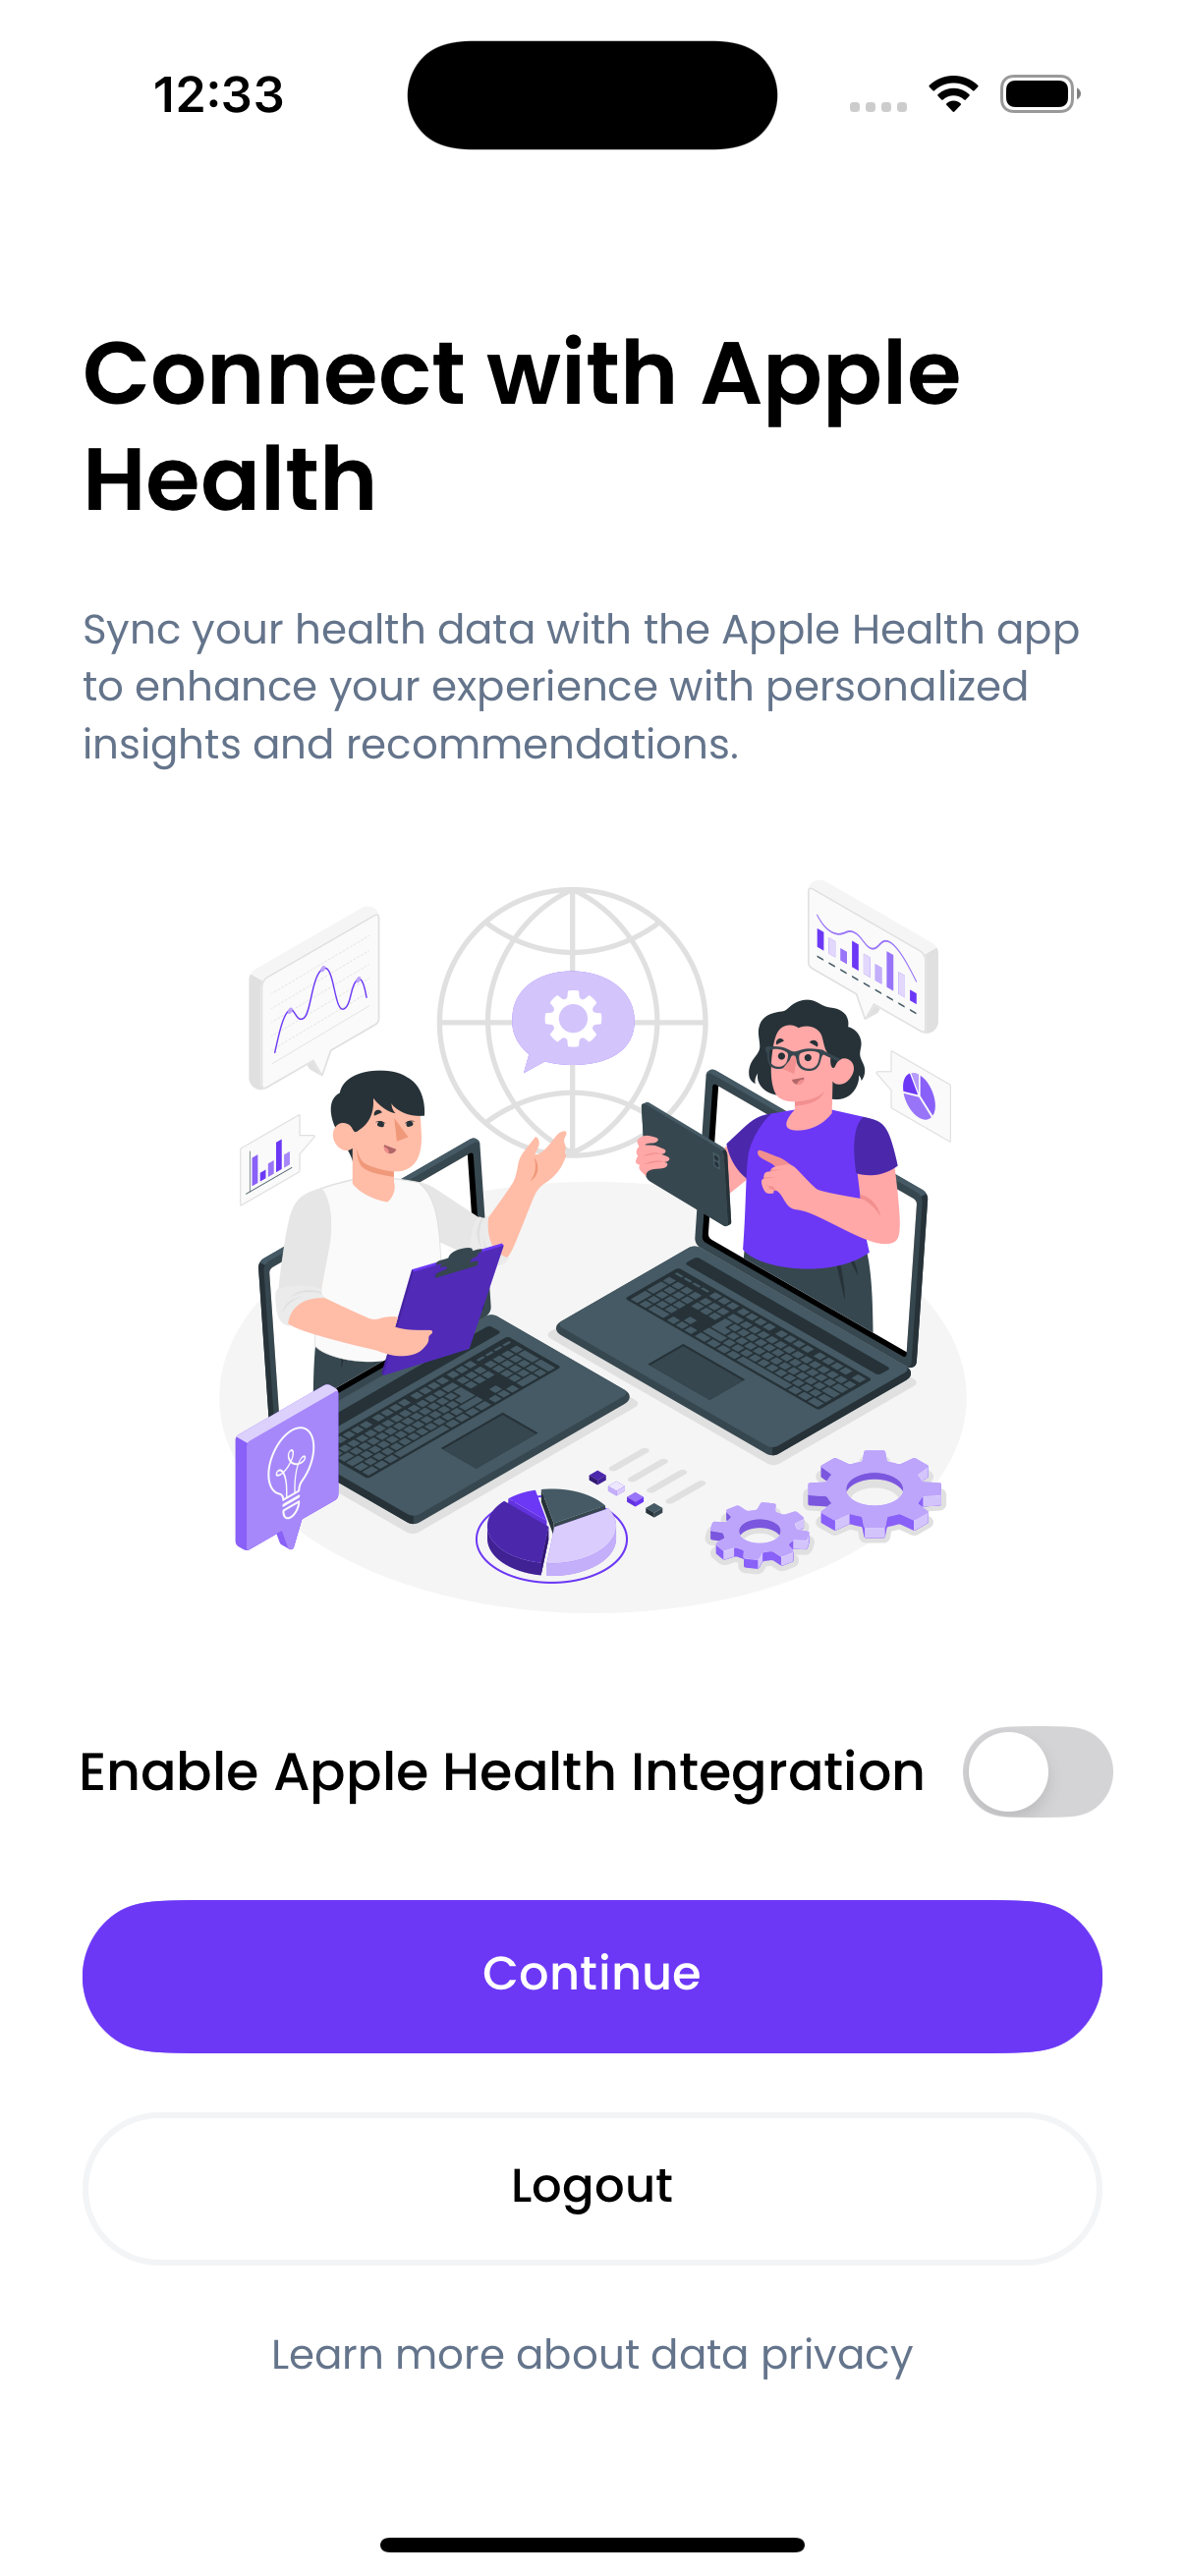 12:33
Connect with Apple
Health
Sync your health data with the Apple Health app
to enhance your experience with personalized
insights and recommendations.
Enable Apple Health Integration
Continue
Logout
Learn more about data privacy